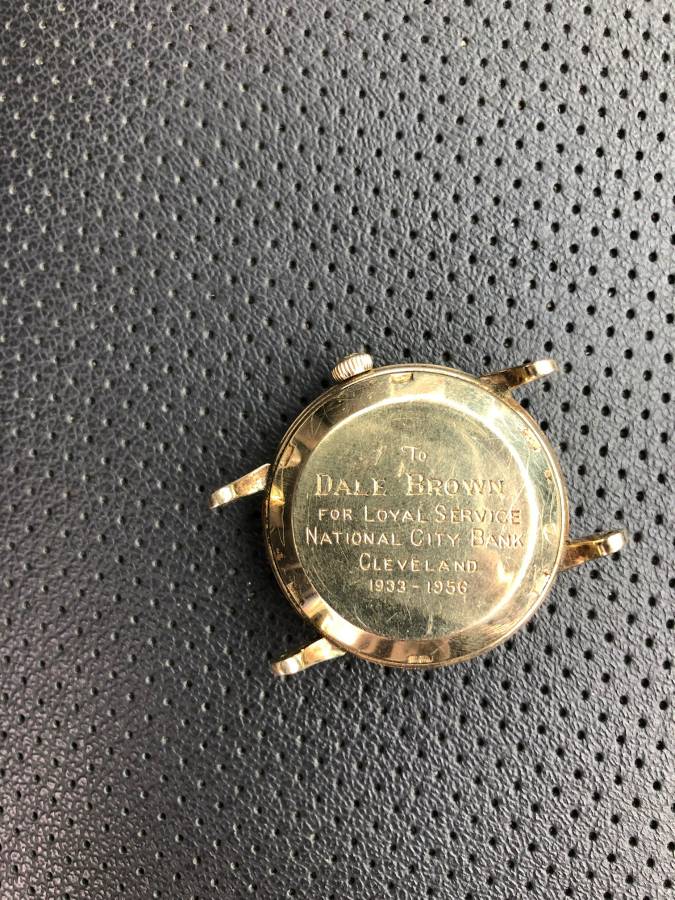 To
Dale Brown
for Loyal Service
National City Bank
Cleveland
1933-1956